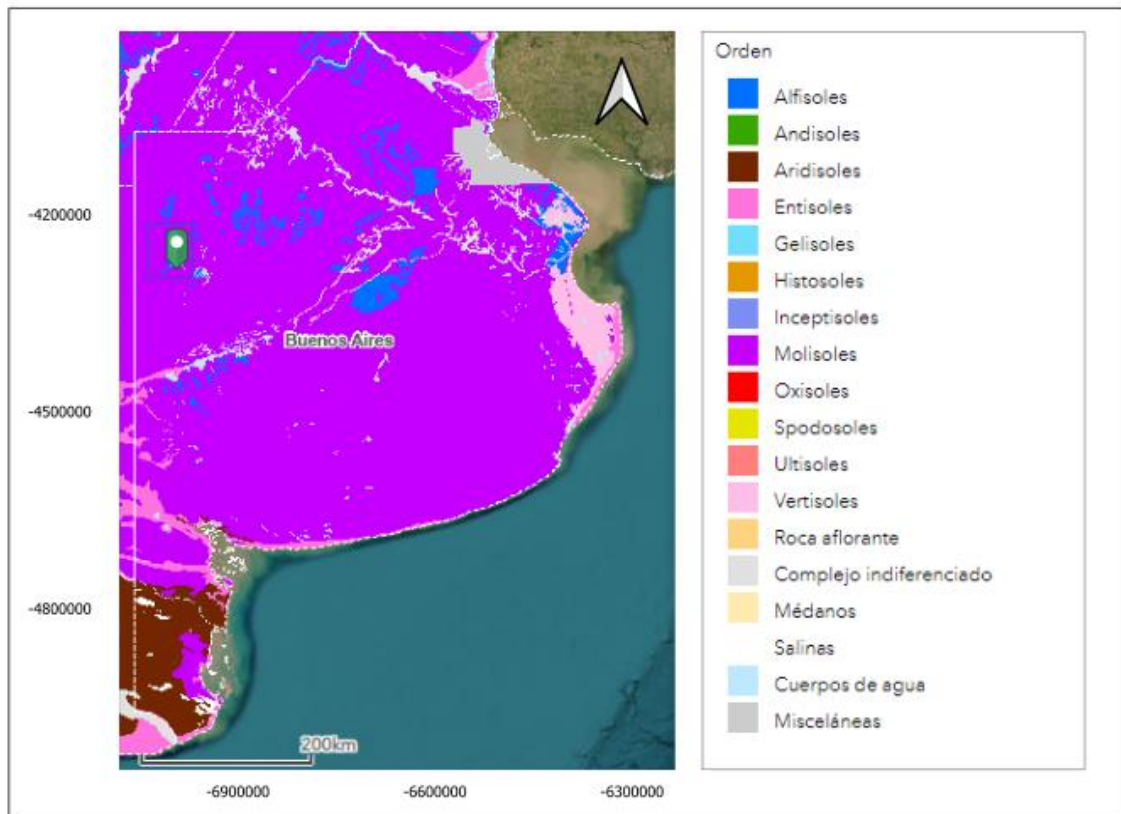 Orden
Alfisoles
Andisoles
Aridisoles
Entisoles
Gelisoles
Histosoles
Inceptisoles
Molisoles
Oxisoles
Spodosoles
Ultisoles
Vertisoles
Roca aflorante
Complejo indiferenciado
Médanos
Salinas
Cuerpos de agua
Misceláneas
-4200000
-4500000
-4800000
Buenos Aires
200km
-6900000
-6600000
-6300000